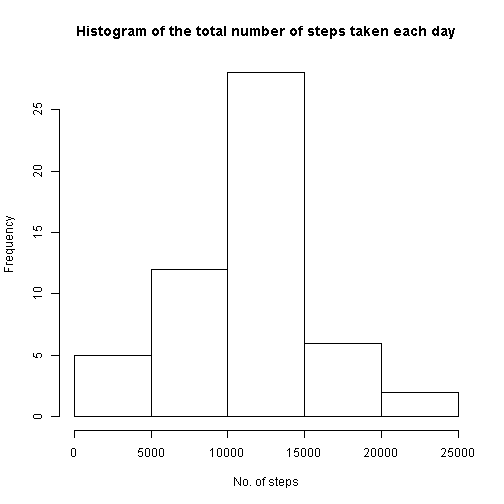 Histogram of the total number of steps taken each day
Frequency
25
20
15
10
5
0
0 5000 10000 15000 20000 25000
No. of steps